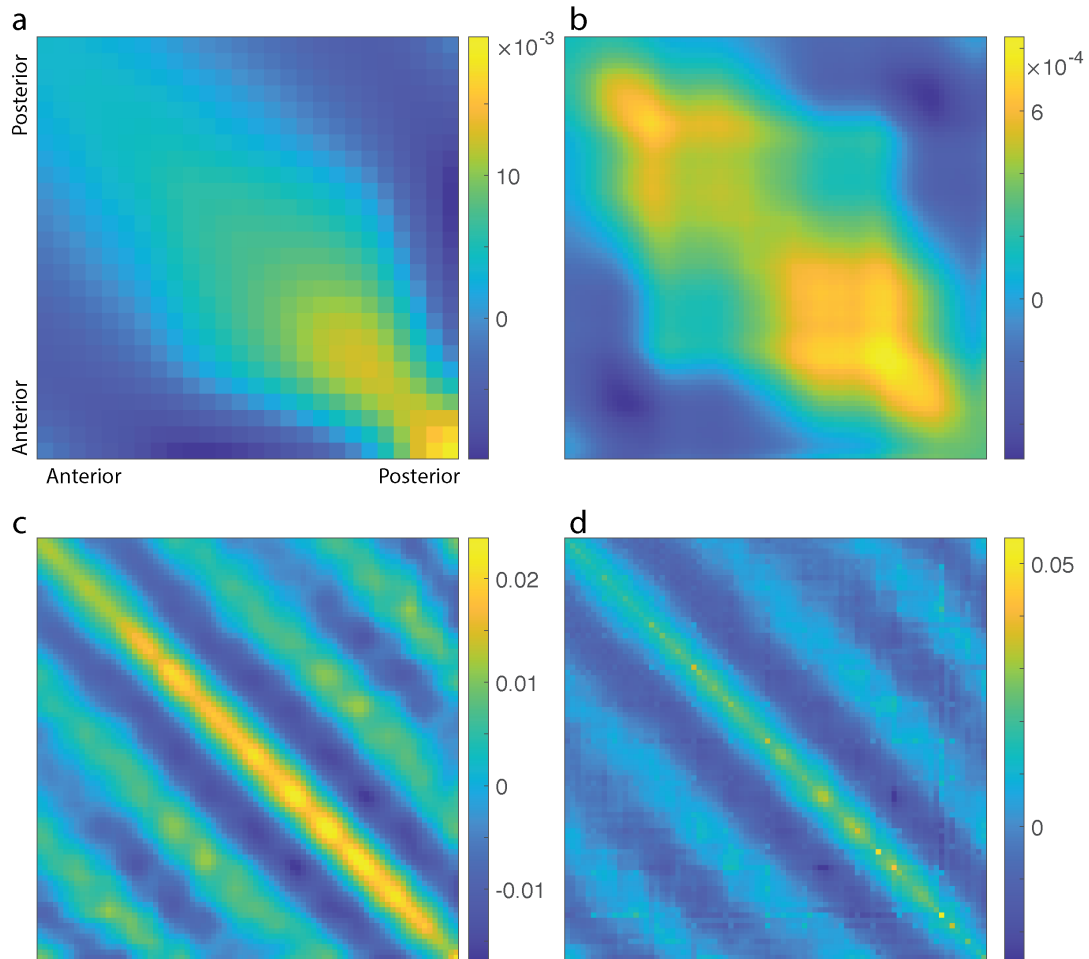 a
b
Posterior
Anterior
×10-3
10
0
×10-4
6
0
Anterior
Posterior
c
d
0.02
0.01
0
-0.01
0.05
0